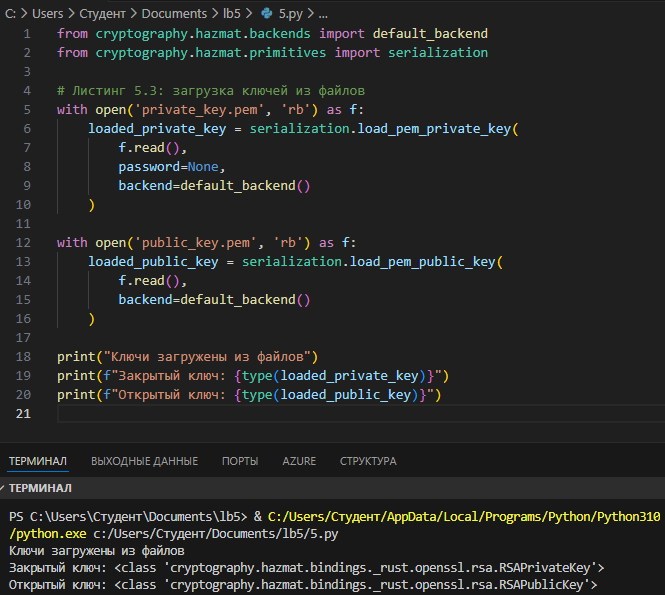 C: > Users > Студент > Documents > lb5 > 5.py > ...
1 from cryptography.hazmat.backends import default_backend
2 from cryptography.hazmat.primitives import serialization
3
4 # Листинг 5.3: загрузка ключей из файлов
5 with open('private_key.pem', 'rb') as f:
6     loaded_private_key = serialization.load_pem_private_key(
7         f.read(),
8         password=None,
9         backend=default_backend()
10     )
11
12 with open('public_key.pem', 'rb') as f:
13     loaded_public_key = serialization.load_pem_public_key(
14         f.read(),
15         backend=default_backend()
16     )
17
18 print("Ключи загружены из файлов")
19 print(f"Закрытый ключ: {type(loaded_private_key)}")
20 print(f"Открытый ключ: {type(loaded_public_key)}")
21
ТЕРМИНАЛ ВЫХОДНЫЕ ДАННЫЕ ПОРТЫ AZURE СТРУКТУРА
ТЕРМИНАЛ
PS C:\Users\Студент\Documents\lb5> & C:/Users/Студент/AppData/Local/Programs/Python/Python310
/python.exe c:/Users/Студент/Documents/lb5/5.py
Ключи загружены из файлов
Закрытый ключ: <class 'cryptography.hazmat.bindings._rust.openssl.rsa.RSAPrivateKey'>
Открытый ключ: <class 'cryptography.hazmat.bindings._rust.openssl.rsa.RSAPublicKey'>